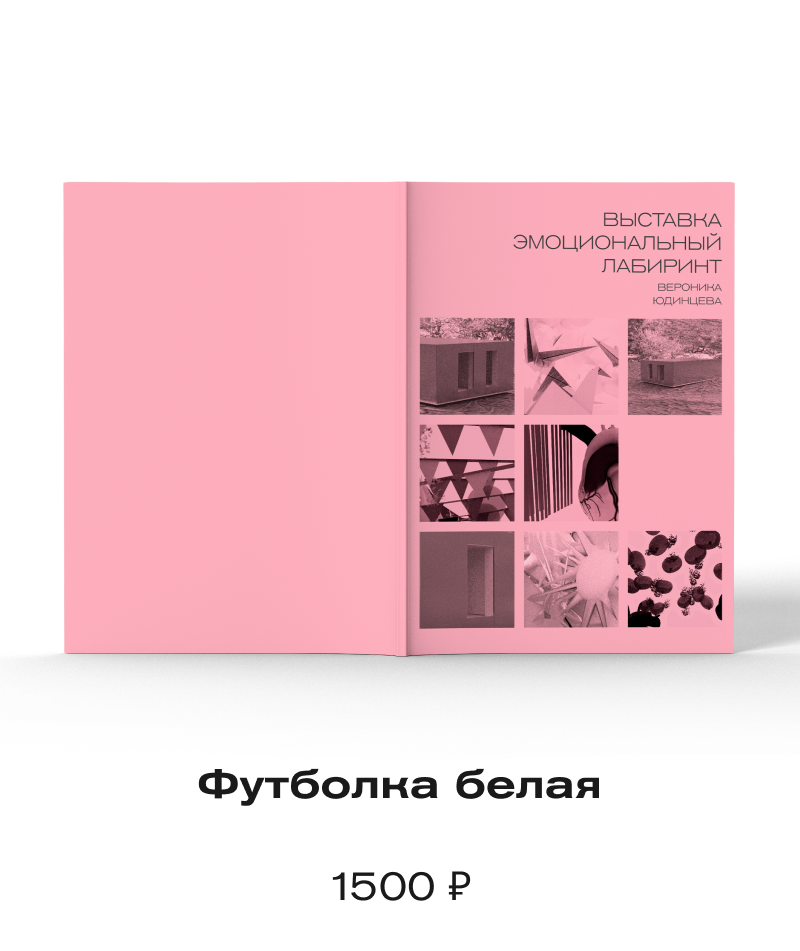 ВЫСТАВКА
ЭМОЦИОНАЛЬНЫЙ
ЛАБИРИНТ
ВЕРОНИКА
ЮДИНЦЕВА
Футболка белая
1500 ₽